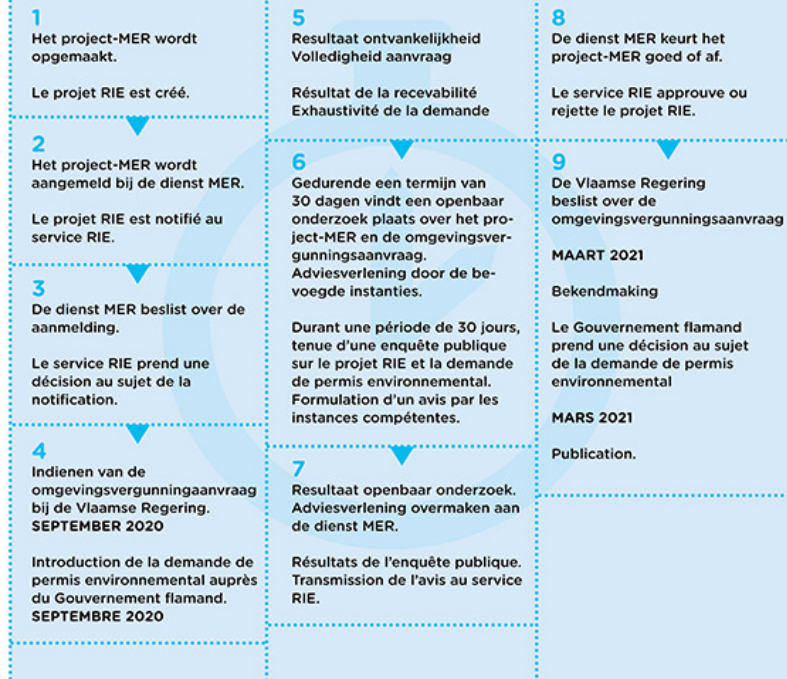 1
Het project-MER wordt
opgemaakt.
Le projet RIE est créé.
2
Het project-MER wordt
aangemeld bij de dienst MER.
Le projet RIE est notifié au
service RIE.
3
De dienst MER beslist over de
aanmelding.
Le service RIE prend une
décision au sujet de la
notification.
4
Indienen van de
omgevingsvergunningaanvraag
bij de Vlaamse Regering.
SEPTEMBER 2020
Introduction de la demande de
permis environnemental auprès
du Gouvernement flamand.
SEPTEMBRE 2020
5
Resultaat ontvankelijkheid
Volledigheid aanvraag
Résultat de la recevabilité
Exhaustivité de la demande
6
Gedurende een termijn van
30 dagen vindt een openbaar
onderzoek plaats over het pro-
ject-MER en de omgevingsver-
gunningsaanvraag.
Adviesverlening door de be-
voegde instanties.
Durant une période de 30 jours,
tenue d'une enquête publique
sur le projet RIE et la demande
de permis environnemental.
Formulation d'un avis par les
instances compétentes.
7
Resultaat openbaar onderzoek.
Adviesverlening overmaken aan
de dienst MER.
Résultats de l'enquête publique.
Transmission de l'avis au service
RIE.
8
De dienst MER keurt het
project-MER goed of af.
Le service RIE approuve ou
rejette le projet RIE.
9
De Vlaamse Regering
beslist over de
omgevingsvergunningsaanvraag
MAART 2021
Bekendmaking
Le Gouvernement flamand
prend une décision au sujet
de la demande de permis
environnemental
MARS 2021
Publication.